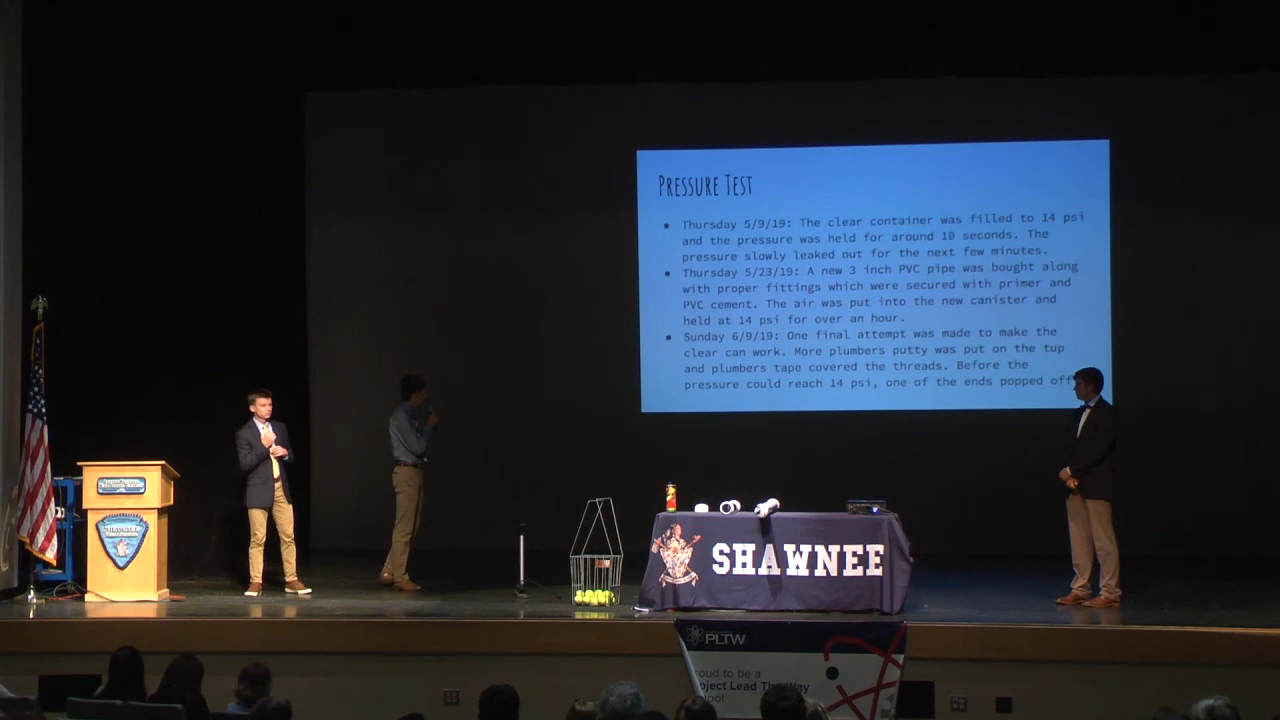 PRESSURE TEST
● Thursday 5/9/19: The clear container was filled to 14 psi
and the pressure was held for around 10 seconds. The
pressure slowly leaked out for the next few minutes.
● Thursday 5/23/19: A new 3 inch PVC pipe was bought along
with proper fittings which were secured with primer and
PVC cement. The air was put into the new canister and
held at 14 psi for over an hour.
● Sunday 6/9/19: One final attempt was made to make the
clear can work. More plumbers putty was put on the tup
and plumbers tape covered the threads. Before the
pressure could reach 14 psi, one of the ends popped off
SHAWNEE
SHAWNEE
PLTW
roud to be a
oject Lead The Way
ool